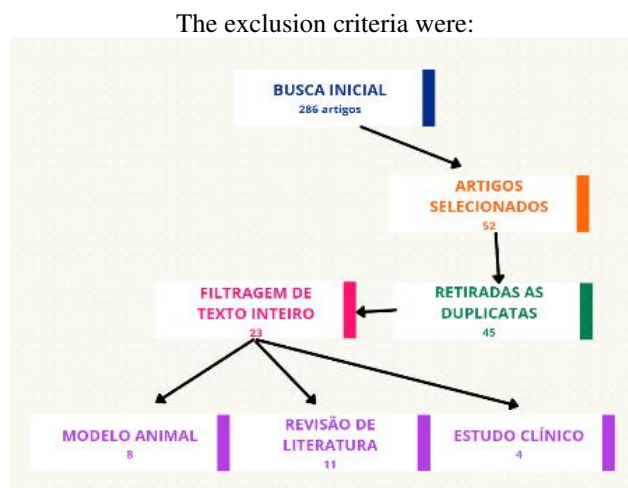 The exclusion criteria were:
BUSCA INICIAL
286 artigos
ARTIGOS
SELECIONADOS
52
RETIRADAS AS
DUPLICATAS
45
FILTRAGEM DE
TEXTO INTEIRO
23
MODELO ANIMAL
8
REVISÃO DE
LITERATURA
11
ESTUDO CLÍNICO
4